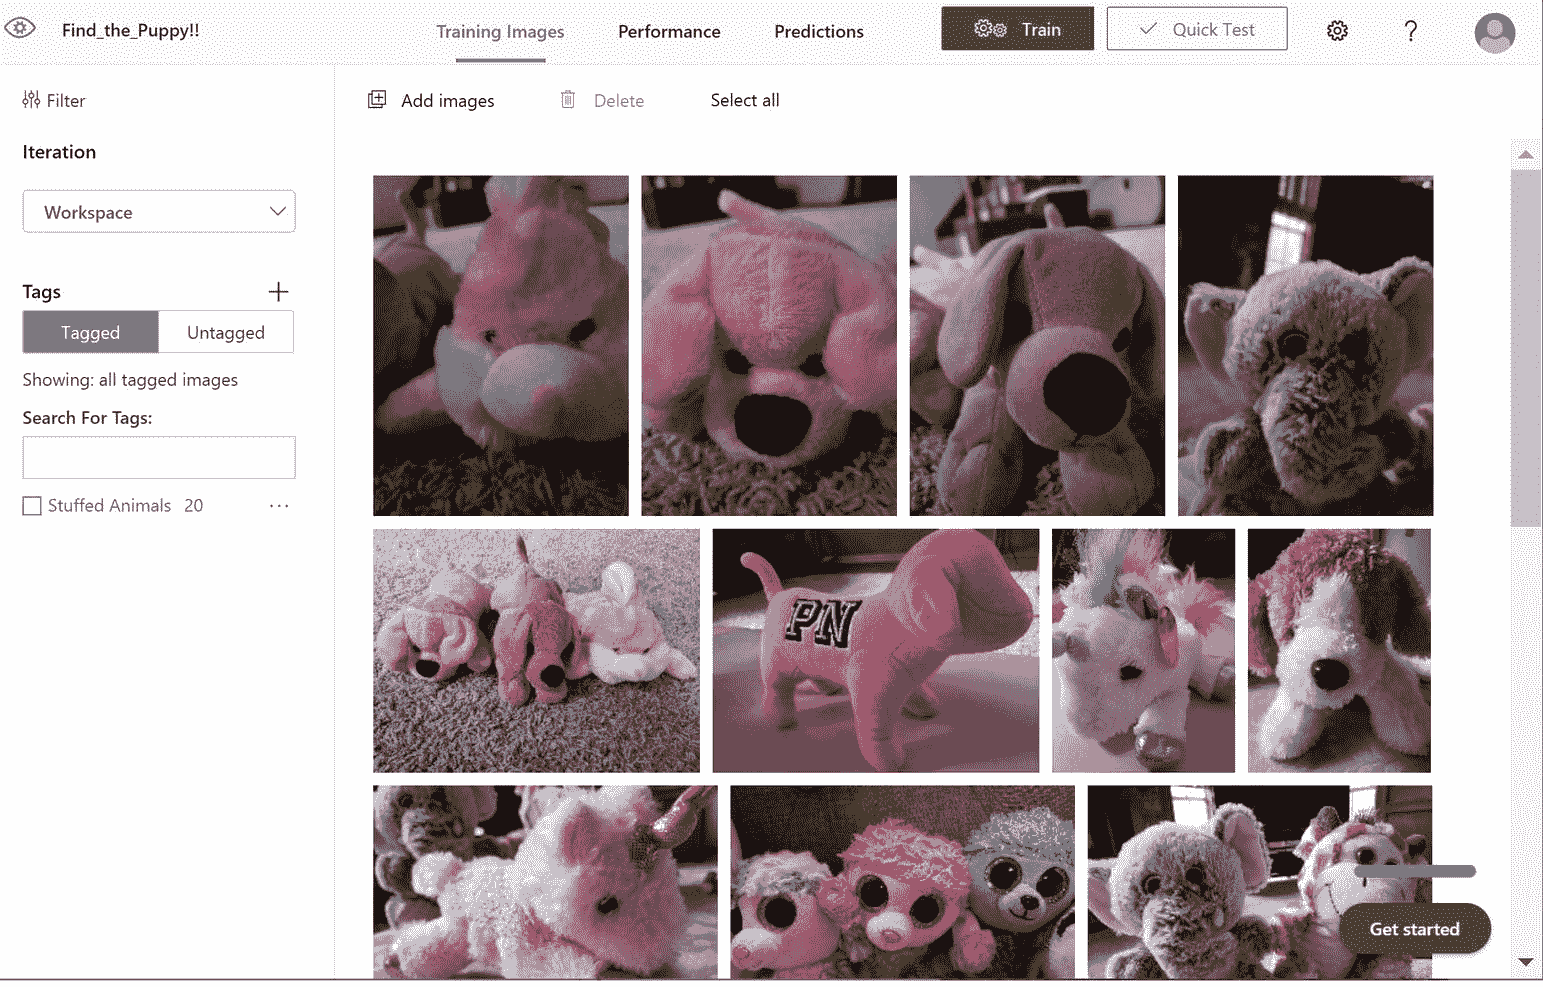 Find_the_Puppy!!
Training Images
Performance
Predictions
Train
Quick Test
?
Filter
Add images
Delete
Select all
Iteration
Workspace
Tags
Tagged
Untagged
Showing: all tagged images
Search For Tags:
Stuffed Animals 20
PN
Get started